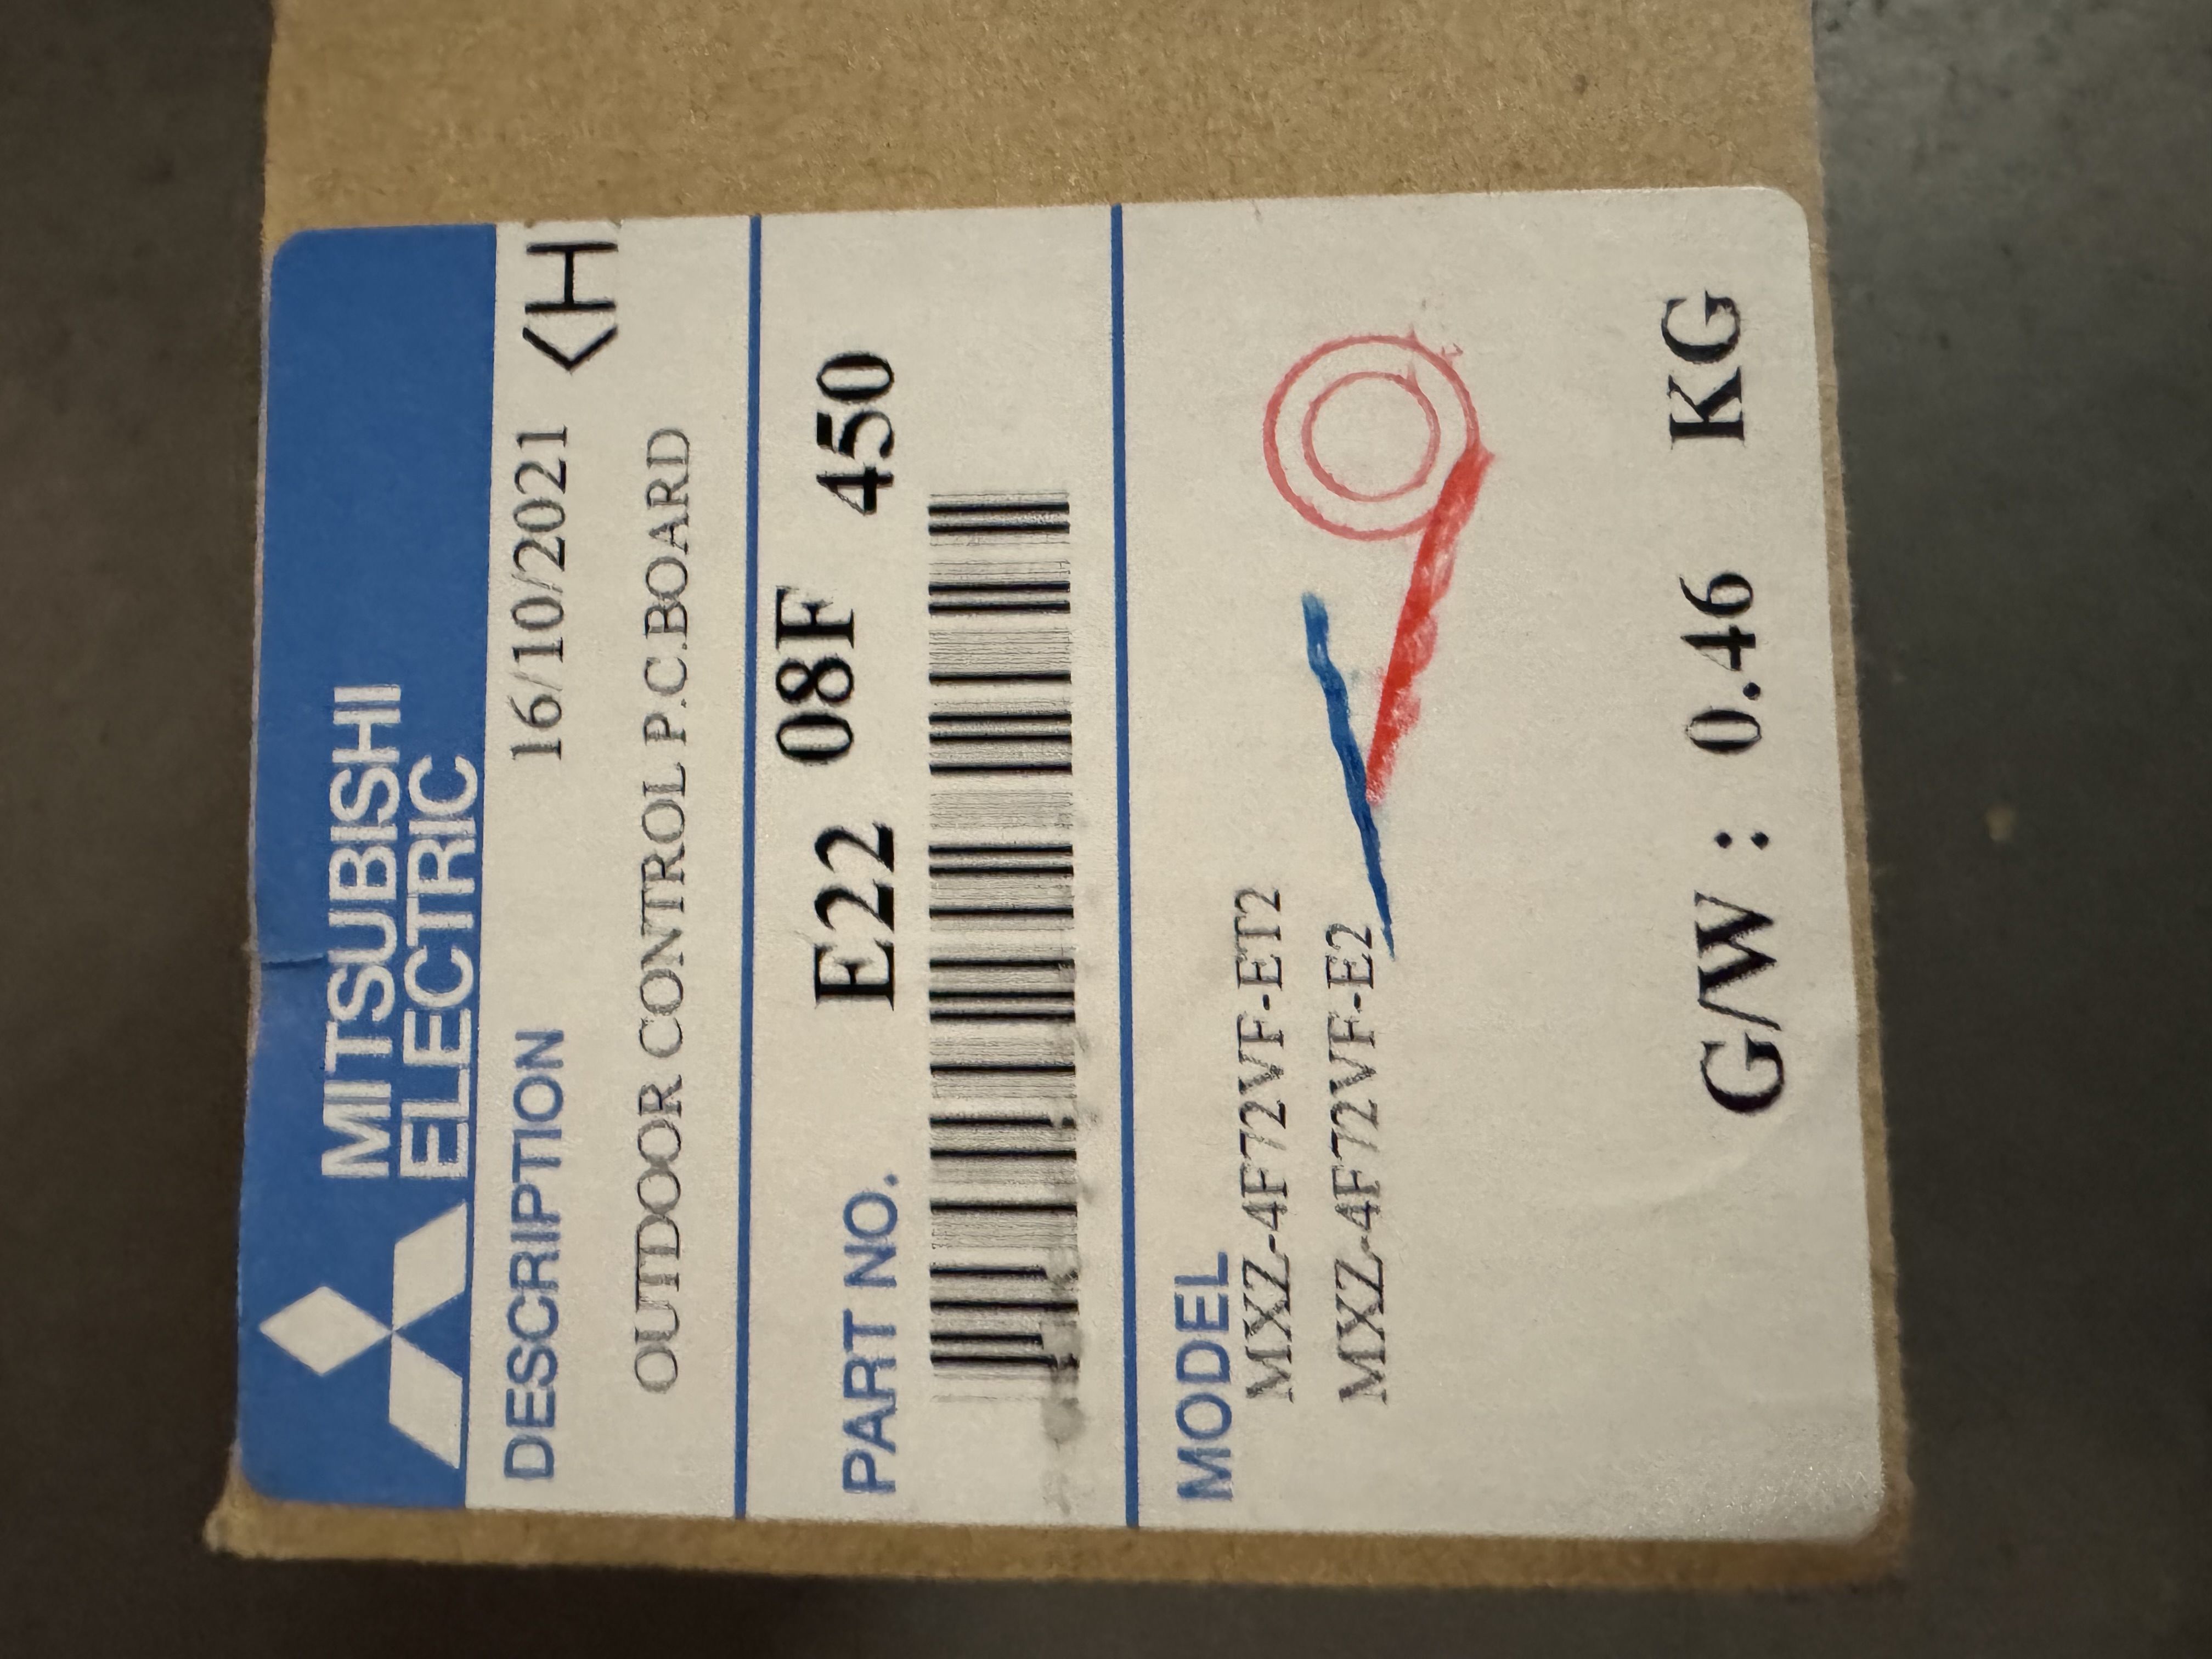 MITSUBISHI
ELECTRIC
DESCRIPTION 16/10/2021 <H
OUTDOOR CONTROL P.C.BOARD
PART NO. E22 08F 450
MODEL
MXZ-4F72VF-ET2
MXZ-4F72VF-E2
G/W : 0.46 KG